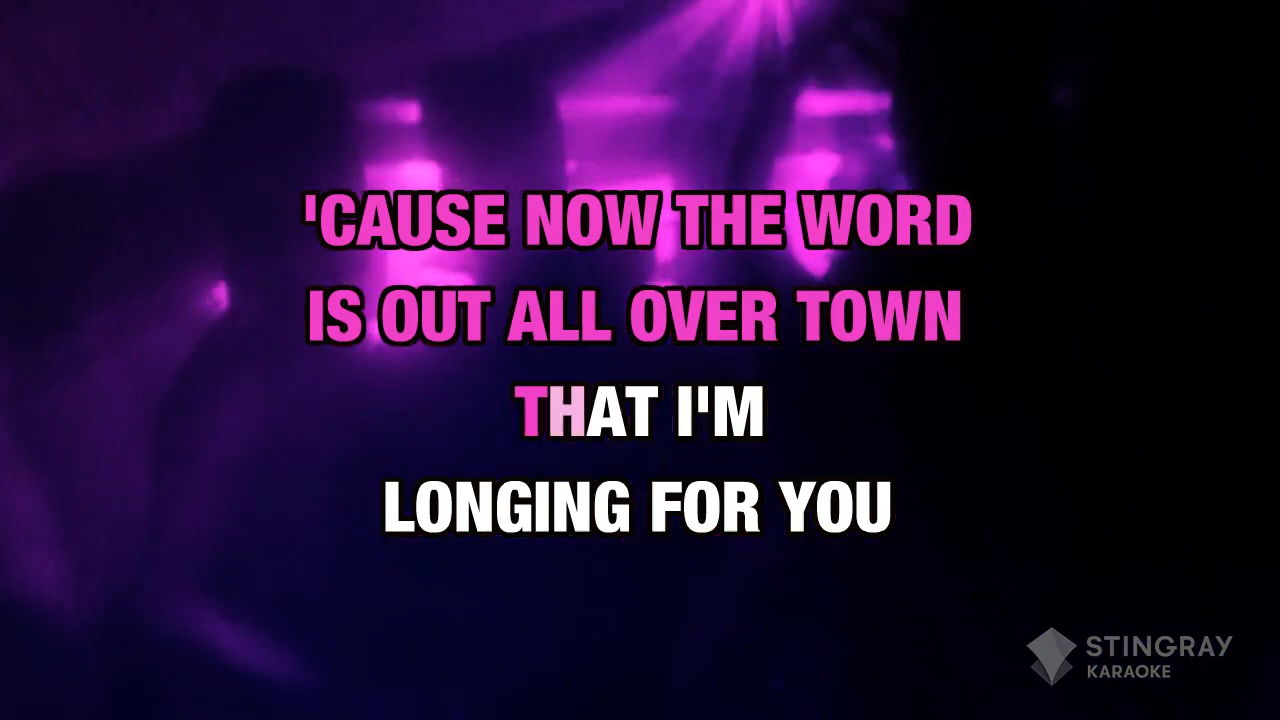 'CAUSE NOW THE WORD
IS OUT ALL OVER TOWN
THAT I'M
LONGING FOR YOU
STINGRAY
KARAOKE